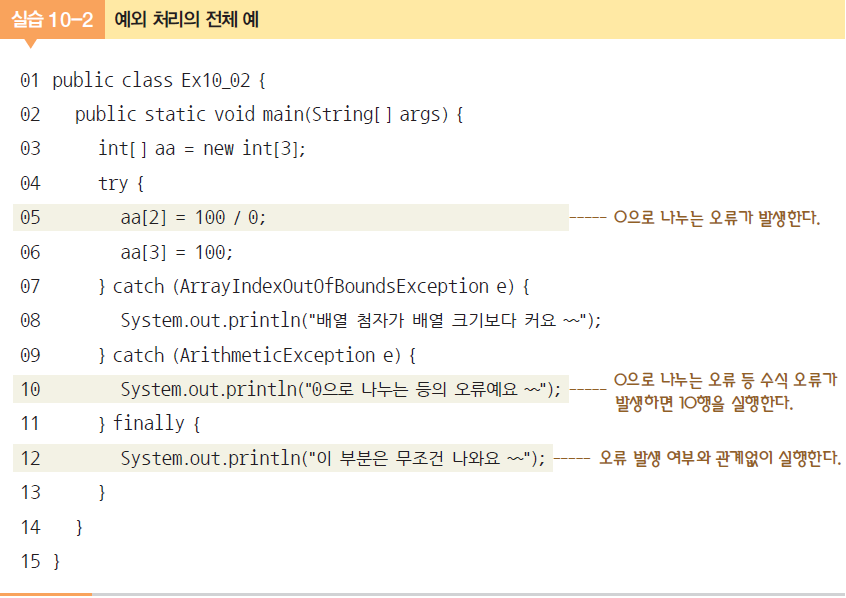 실습 10-2 예외 처리의 전체 예
01 public class Ex10_02 {
02 public static void main(String[] args) {
03 int[] aa = new int[3];
04 try {
05 aa[2] = 100 / 0; ----- 0으로 나누는 오류가 발생한다.
06 aa[3] = 100;
07 } catch (ArrayIndexOutOfBoundsException e) {
08 System.out.println("배열 첨자가 배열 크기보다 커요 ~~");
09 } catch (ArithmeticException e) {
10 System.out.println("0으로 나누는 등의 오류예요 ~~"); ----- 0으로 나누는 오류 등 수식 오류가
발생하면 10행을 실행한다.
11 } finally {
12 System.out.println("이 부분은 무조건 나와요 ~~"); ----- 오류 발생 여부와 관계없이 실행한다.
13 }
14 }
15 }